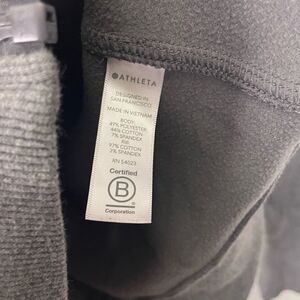 ATHLETA
DESIGNED IN
SAN FRANCISCO
MADE IN VIETNAM
BODY:
49% POLYESTER
44% COTTON
7% SPANDEX
RIB:
97% COTTON
3% SPANDEX
RN 54023
Certified
B
Corporation